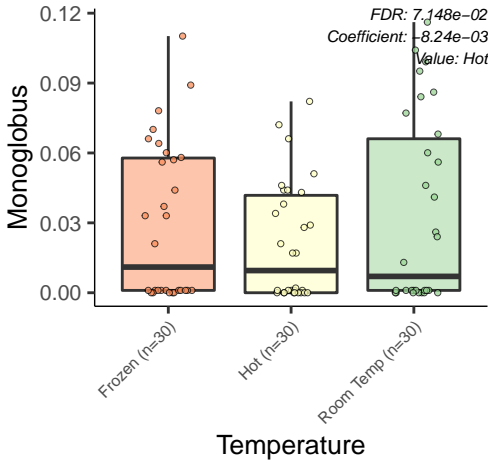 FDR: 7.148e−02
Coefficient: −8.24e−03
Value: Hot
0.12
0.09
0.06
0.03
0.00
Monoglobus
Frozen (n=30)
Hot (n=30)
Room Temp (n=30)
Temperature